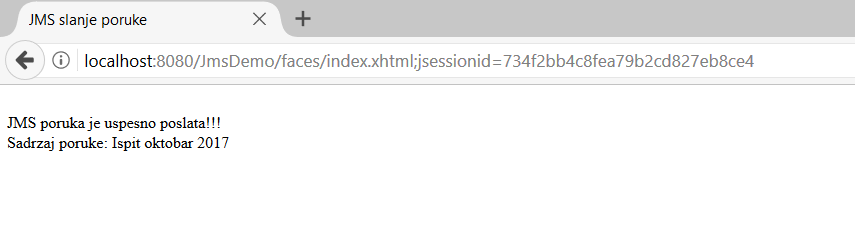 JMS slanje poruke
localhost:8080/JmsDemo/faces/index.xhtml;jsessionid=734f2bb4c8fea79b2cd827eb8ce4
JMS poruka je uspesno poslata!!!
Sadrzaj poruke: Ispit oktobar 2017